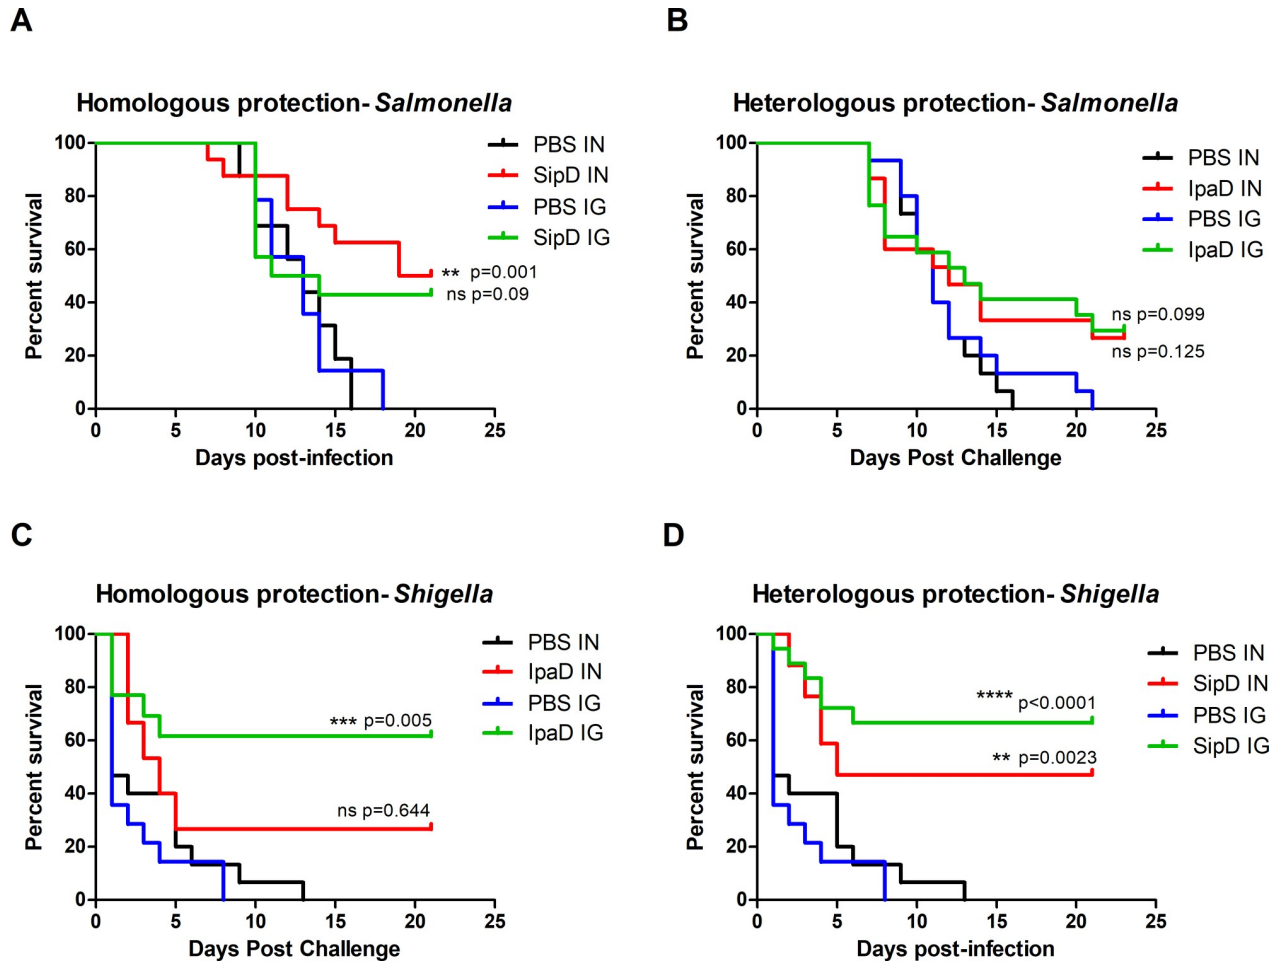 A
Homologous protection- Salmonella
Percent survival
100
80
60
40
20
0
0 5 10 15 20 25
Days post-infection
PBS IN
SipD IN
PBS IG
SipD IG
** p=0.001
ns p=0.09
B
Heterologous protection- Salmonella
Percent survival
100
80
60
40
20
0
0 5 10 15 20 25
Days Post Challenge
PBS IN
IpaD IN
PBS IG
IpaD IG
ns p=0.099
ns p=0.125
C
Homologous protection- Shigella
Percent survival
100
80
60
40
20
0
0 5 10 15 20 25
Days Post Challenge
PBS IN
IpaD IN
PBS IG
IpaD IG
*** p=0.005
ns p=0.644
D
Heterologous protection- Shigella
Percent survival
100
80
60
40
20
0
0 5 10 15 20 25
Days post-infection
PBS IN
SipD IN
PBS IG
SipD IG
**** p<0.0001
** p=0.0023